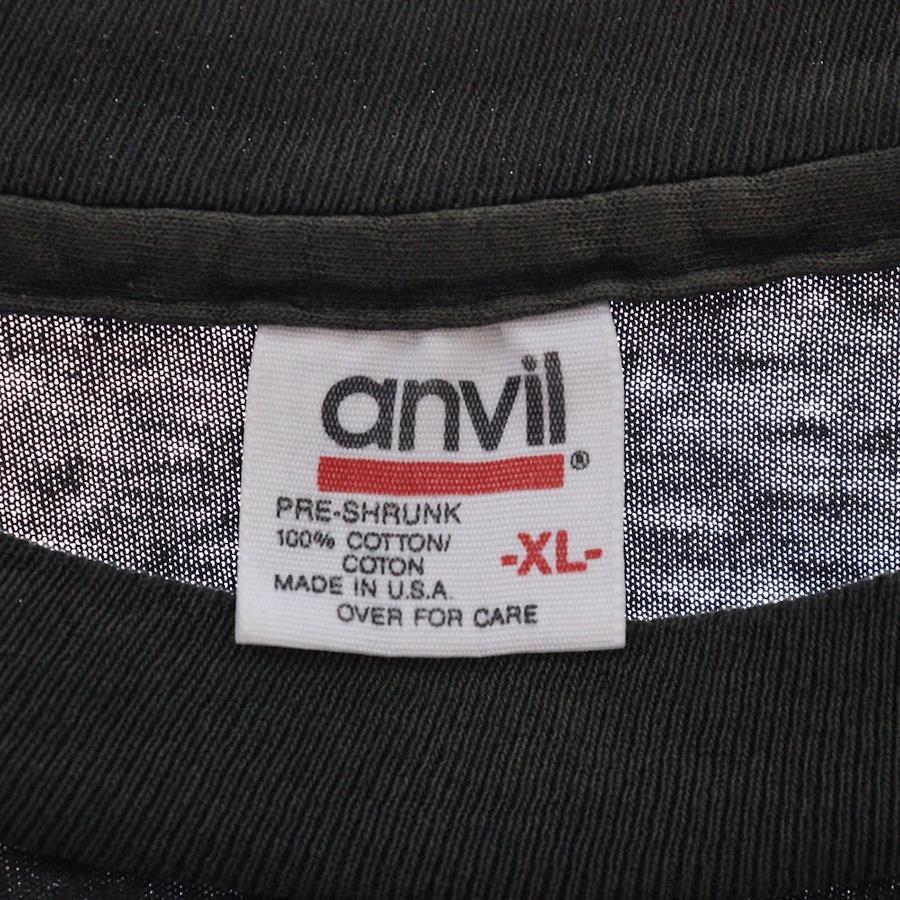 anvil®
PRE-SHRUNK
100% COTTON/
COTON
-XL-
MADE IN U.S.A.
OVER FOR CARE